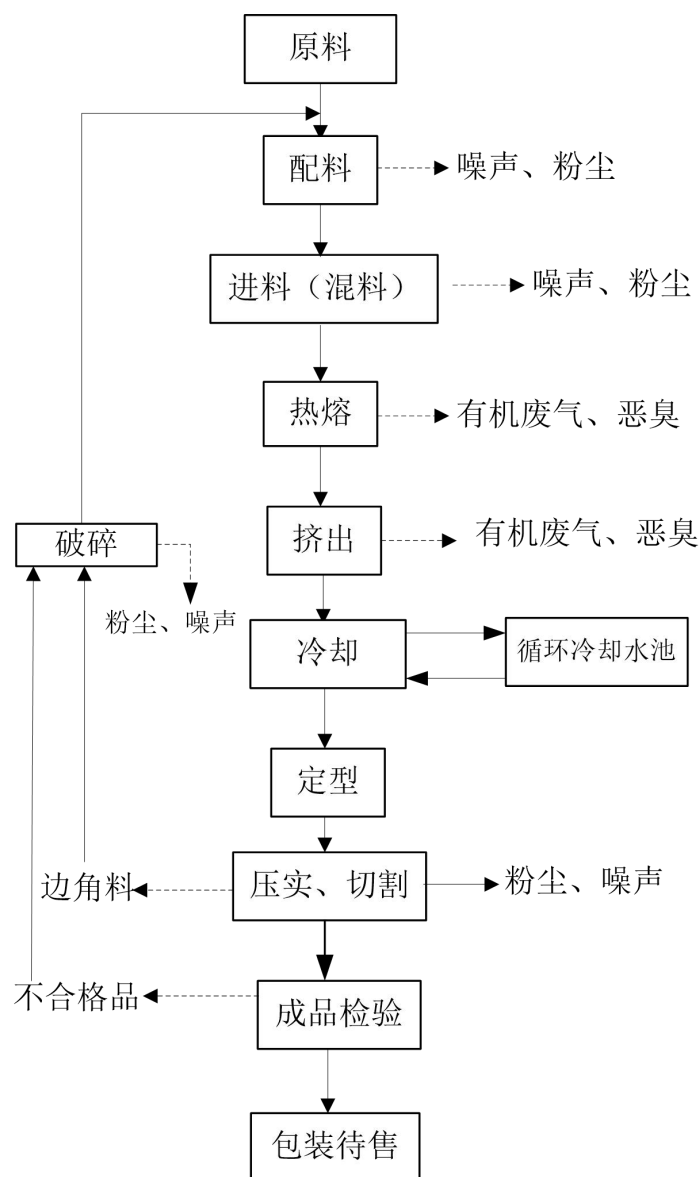 原料
配料
噪声、粉尘
进料（混料）
噪声、粉尘
热熔
有机废气、恶臭
破碎
挤出
有机废气、恶臭
粉尘、噪声
冷却
循环冷却水池
定型
边角料
压实、切割
粉尘、噪声
不合格品
成品检验
包装待售